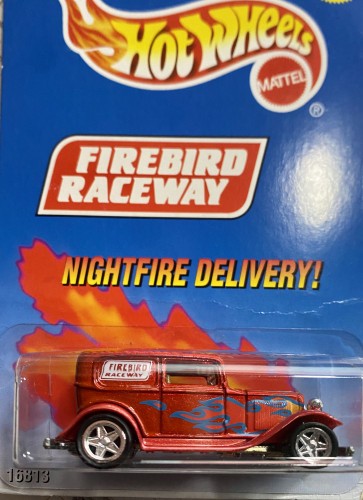 Hot Wheels
MATTEL
®
FIREBIRD
RACEWAY
NIGHTFIRE DELIVERY!
FIREBIRD
RACEWAY
16813